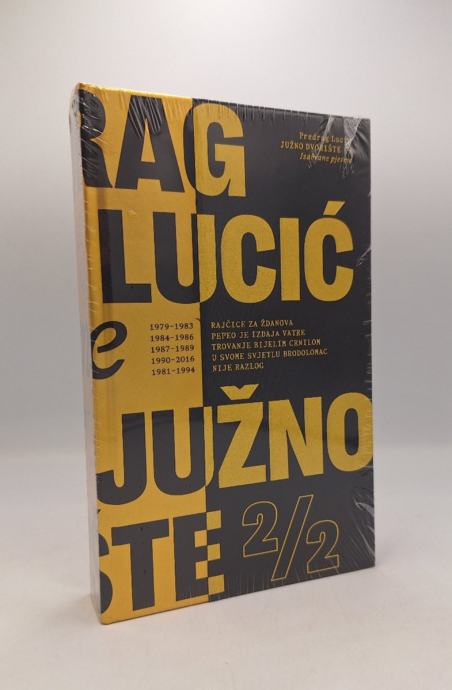 RAG
Predrag Lucić
JUŽNO DVORIŠTE
Izabrane pjesme
LUCIĆ
e
1979-1983 RAJČICE ZA ŽDANOVA
1984-1986 PEPEO JE IZDAJA VATRE
1987-1989 TROVANJE BIJELIM CRNILOM
1990-2016 U SVOME SVJETLU BRODOLOMAC
1981-1994 NIJE RAZLOG
JUŽNO
ŠTE 2/2